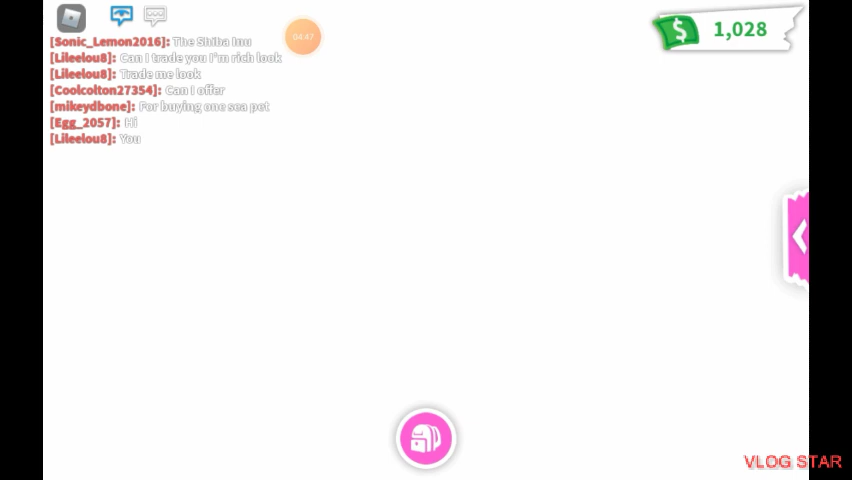 04:47
1,028
[Sonic_Lemon2016]: The Shiba Inu
[Lileelou8]: Can I trade you I'm rich look
[Lileelou8]: Trade me look
[Coolcolton27354]: Can I offer
[mikeydbone]: For buying one sea pot
[Egg_2057]: Hi
[Lileelou8]: You
VLOG STAR